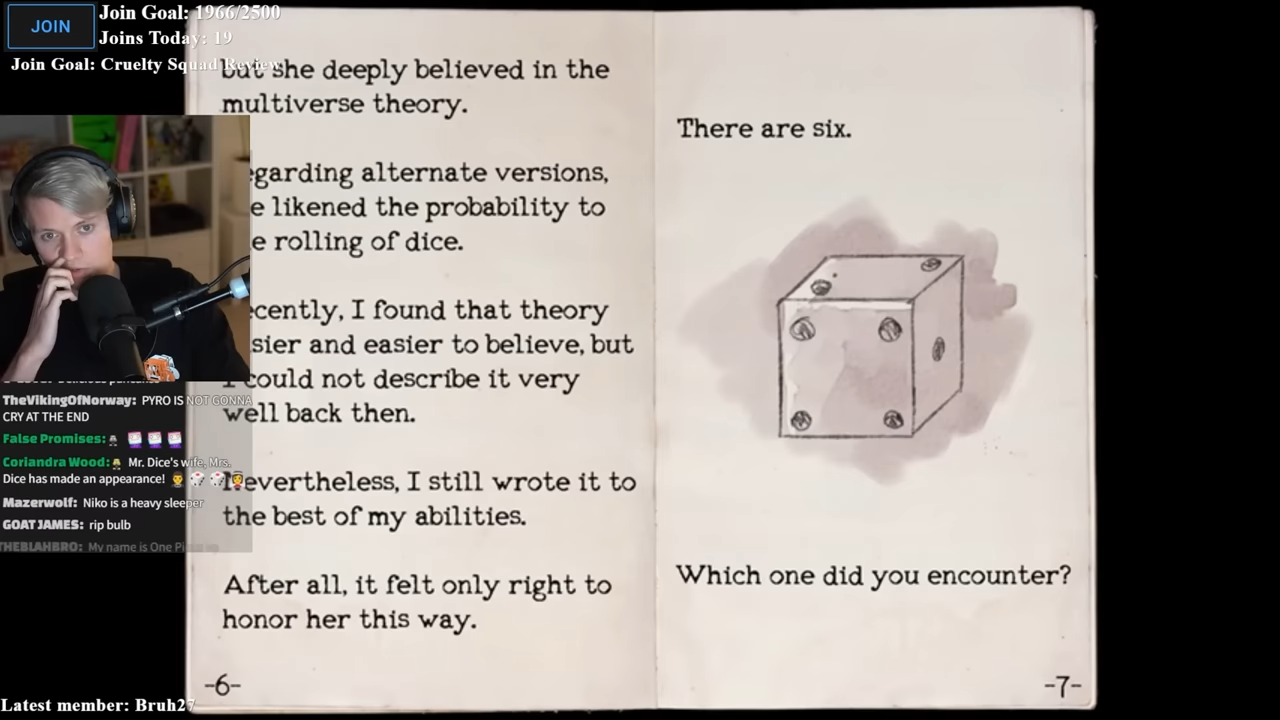 JOIN
Join Goal: 1966/2500
Joins Today: 19
Join Goal: Cruelty Squad Review
but she deeply believed in the
multiverse theory.
egarding alternate versions,
e likened the probability to
e rolling of dice.
ecently, I found that theory
sier and easier to believe, but
I could not describe it very
well back then.
Nevertheless, I still wrote it to
the best of my abilities.
After all, it felt only right to
honor her this way.
-6-
There are six.
Which one did you encounter?
-7-
TheVikingOfNorway: PYRO IS NOT GONNA
CRY AT THE END
False Promises:
Coriandra Wood: Mr. Dice's wife, Mrs.
Dice has made an appearance!
Mazerwolf: Niko is a heavy sleeper
GOAT JAMES: rip bulb
THEBLAHBRO: My name is One
Latest member: Bruh27